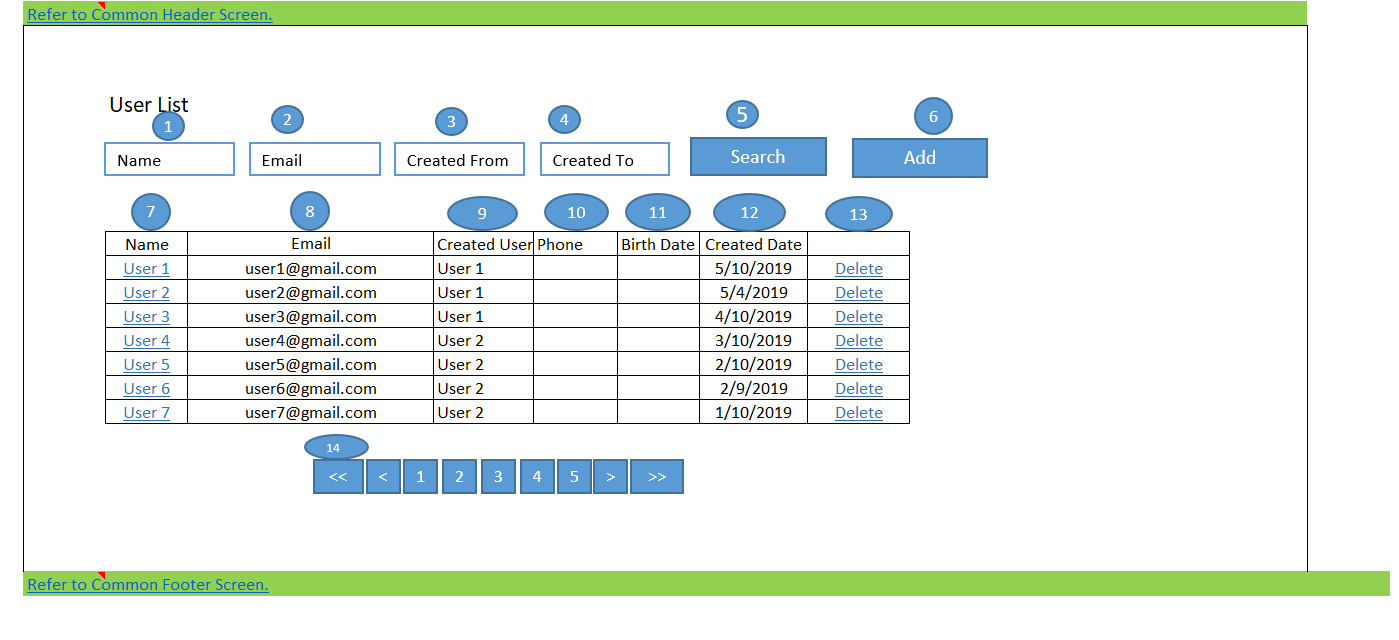 Refer to Common Header Screen.
User List
1 2 3 4 5 6
Name Email Created From Created To Search Add
7 8 9 10 11 12 13
Name Email Created User Phone Birth Date Created Date
User 1 user1@gmail.com User 1 5/10/2019 Delete
User 2 user2@gmail.com User 1 5/4/2019 Delete
User 3 user3@gmail.com User 1 4/10/2019 Delete
User 4 user4@gmail.com User 2 3/10/2019 Delete
User 5 user5@gmail.com User 2 2/10/2019 Delete
User 6 user6@gmail.com User 2 2/9/2019 Delete
User 7 user7@gmail.com User 2 1/10/2019 Delete
14
<< < 1 2 3 4 5 > >>
Refer to Common Footer Screen.